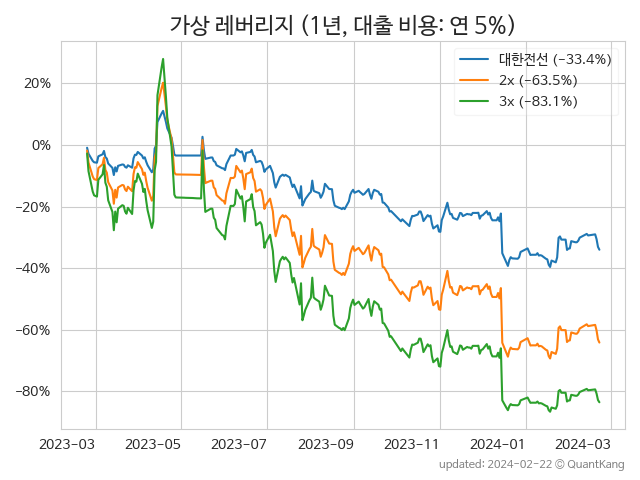 가상 레버리지 (1년, 대출 비용: 연 5%)
대한전선 (−33.4%)
2x (−63.5%)
3x (−83.1%)
20%
0%
−20%
−40%
−60%
−80%
2023-03 2023-05 2023-07 2023-09 2023-11 2024-01 2024-03
updated: 2024-02-22 © QuantKang